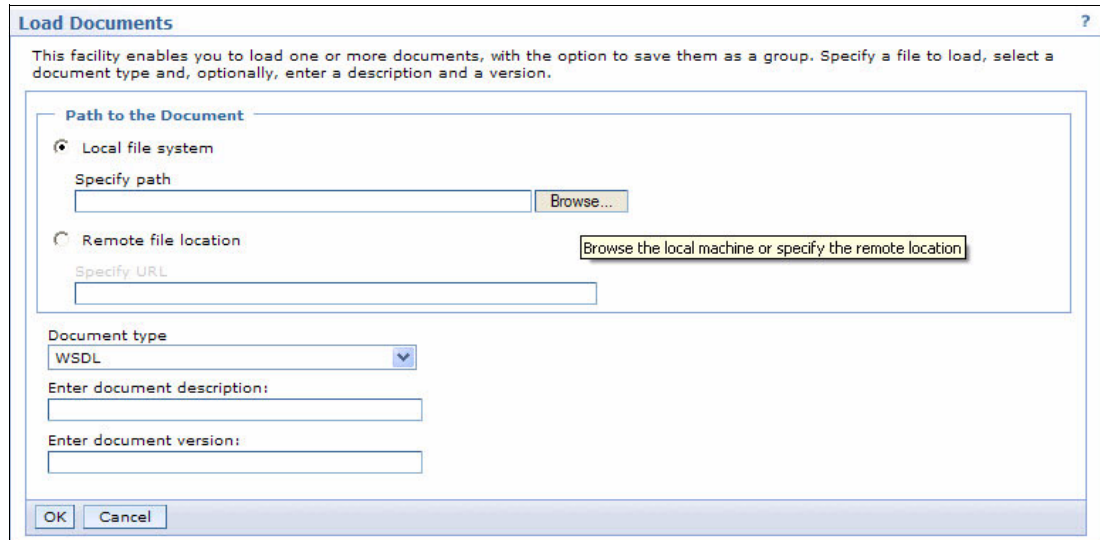 Load Documents ?
This facility enables you to load one or more documents, with the option to save them as a group. Specify a file to load, select a
document type and, optionally, enter a description and a version.
Path to the Document
Local file system
Specify path
Browse...
Remote file location
Browse the local machine or specify the remote location
Specify URL
Document type
WSDL
Enter document description:
Enter document version:
OK Cancel